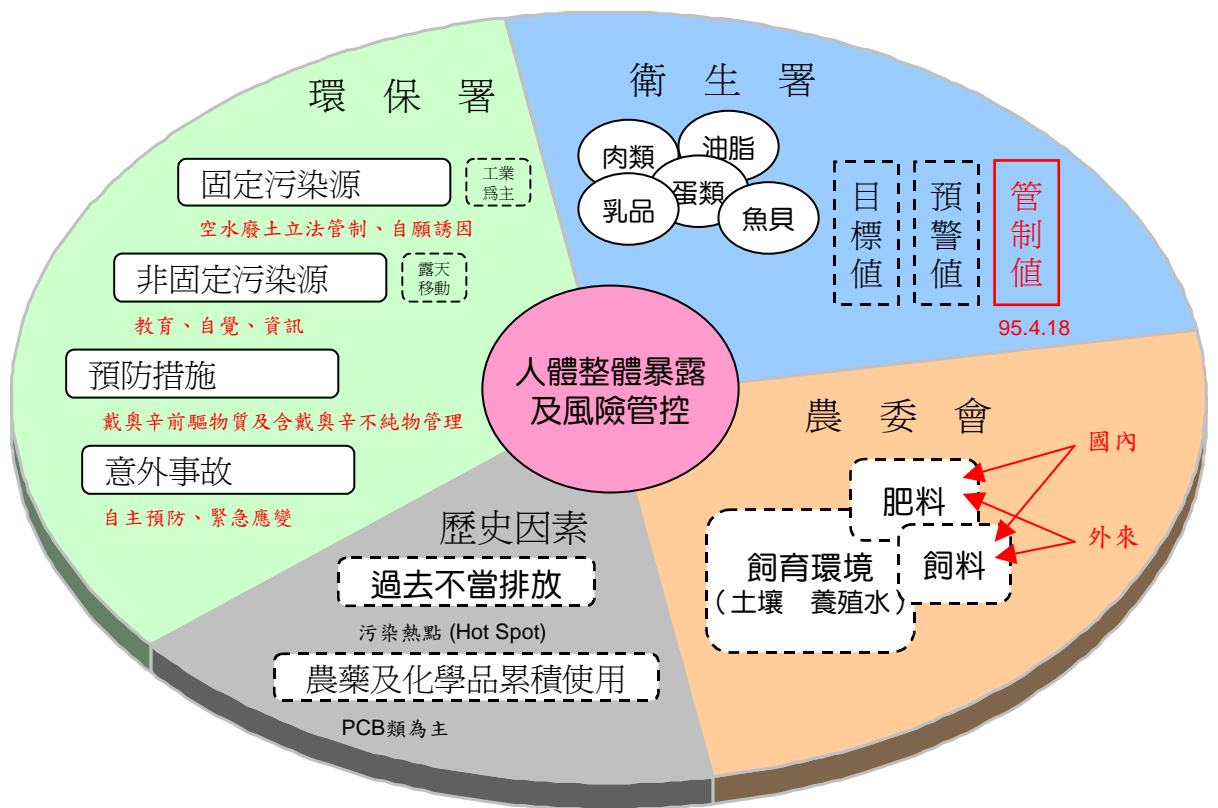 環 保 署
固定污染源
工業
爲主
空水廢土立法管制、自願誘因
非固定污染源
露天
移動
教育、自覺、資訊
預防措施
戴奧辛前驅物質及含戴奧辛不純物管理
意外事故
自主預防、緊急應變
衛 生 署
肉類
油脂
蛋類
乳品
魚貝
目標值
預警值
管制值
95.4.18
人體整體暴露
及風險管控
農 委 會
國內
肥料
外來
飼料
飼育環境
(土壤 養殖水)
歷史因素
過去不當排放
污染熱點 (Hot Spot)
農藥及化學品累積使用
PCB類為主